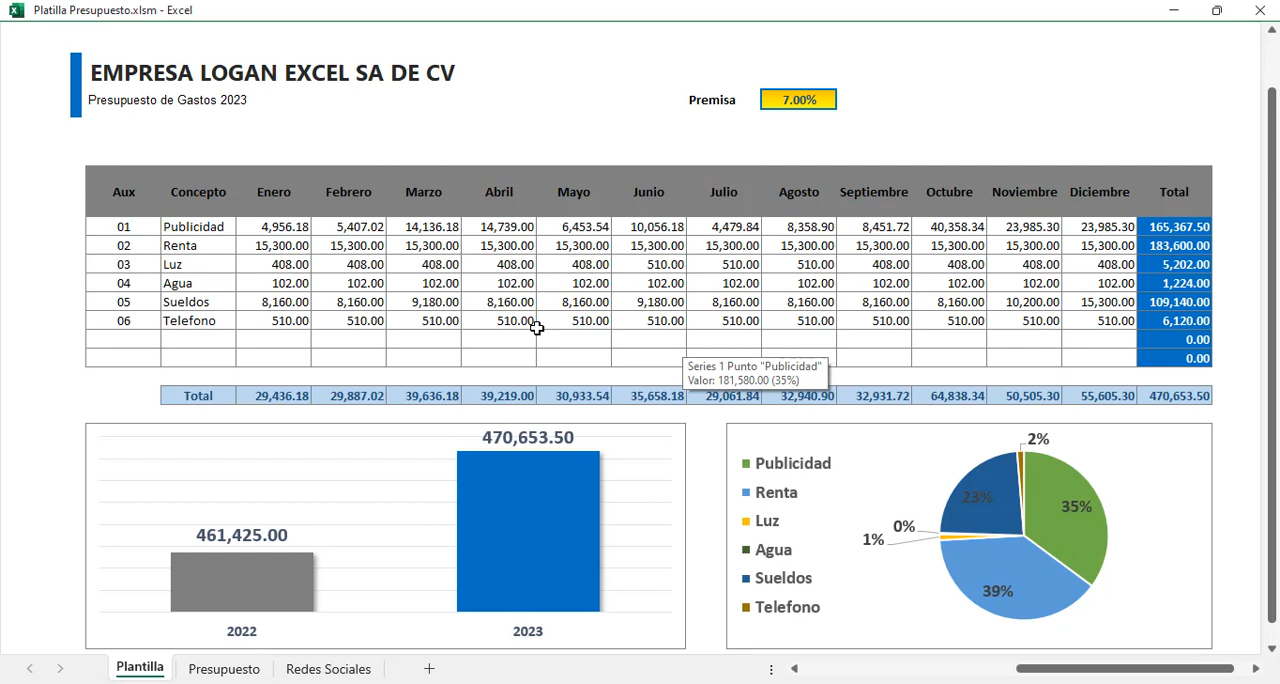 Platilla Presupuesto.xlsm - Excel
EMPRESA LOGAN EXCEL SA DE CV
Presupuesto de Gastos 2023
Premisa 7.00%
Aux Concepto Enero Febrero Marzo Abril Mayo Junio Julio Agosto Septiembre Octubre Noviembre Diciembre Total
01 Publicidad 4,956.18 5,407.02 14,136.18 14,739.00 6,453.54 10,056.18 4,479.84 8,358.90 8,451.72 40,358.34 23,985.30 23,985.30 165,367.50
02 Renta 15,300.00 15,300.00 15,300.00 15,300.00 15,300.00 15,300.00 15,300.00 15,300.00 15,300.00 15,300.00 15,300.00 15,300.00 183,600.00
03 Luz 408.00 408.00 408.00 408.00 408.00 510.00 510.00 510.00 408.00 408.00 408.00 408.00 5,202.00
04 Agua 102.00 102.00 102.00 102.00 102.00 102.00 102.00 102.00 102.00 102.00 102.00 102.00 1,224.00
05 Sueldos 8,160.00 8,160.00 9,180.00 8,160.00 8,160.00 9,180.00 8,160.00 8,160.00 8,160.00 8,160.00 10,200.00 15,300.00 109,140.00
06 Telefono 510.00 510.00 510.00 510.00 510.00 510.00 510.00 510.00 510.00 510.00 510.00 510.00 6,120.00
0.00
0.00
Series 1 Punto "Publicidad"
Valor: 181,580.00 (35%)
Total 29,436.18 29,887.02 39,636.18 39,219.00 30,933.54 35,658.18 29,061.84 32,940.90 32,931.72 64,838.34 50,505.30 55,605.30 470,653.50
470,653.50
461,425.00
2022 2023
Publicidad
Renta
Luz
Agua
Sueldos
Telefono
2%
35%
23%
0%
1%
39%
Plantilla Presupuesto Redes Sociales